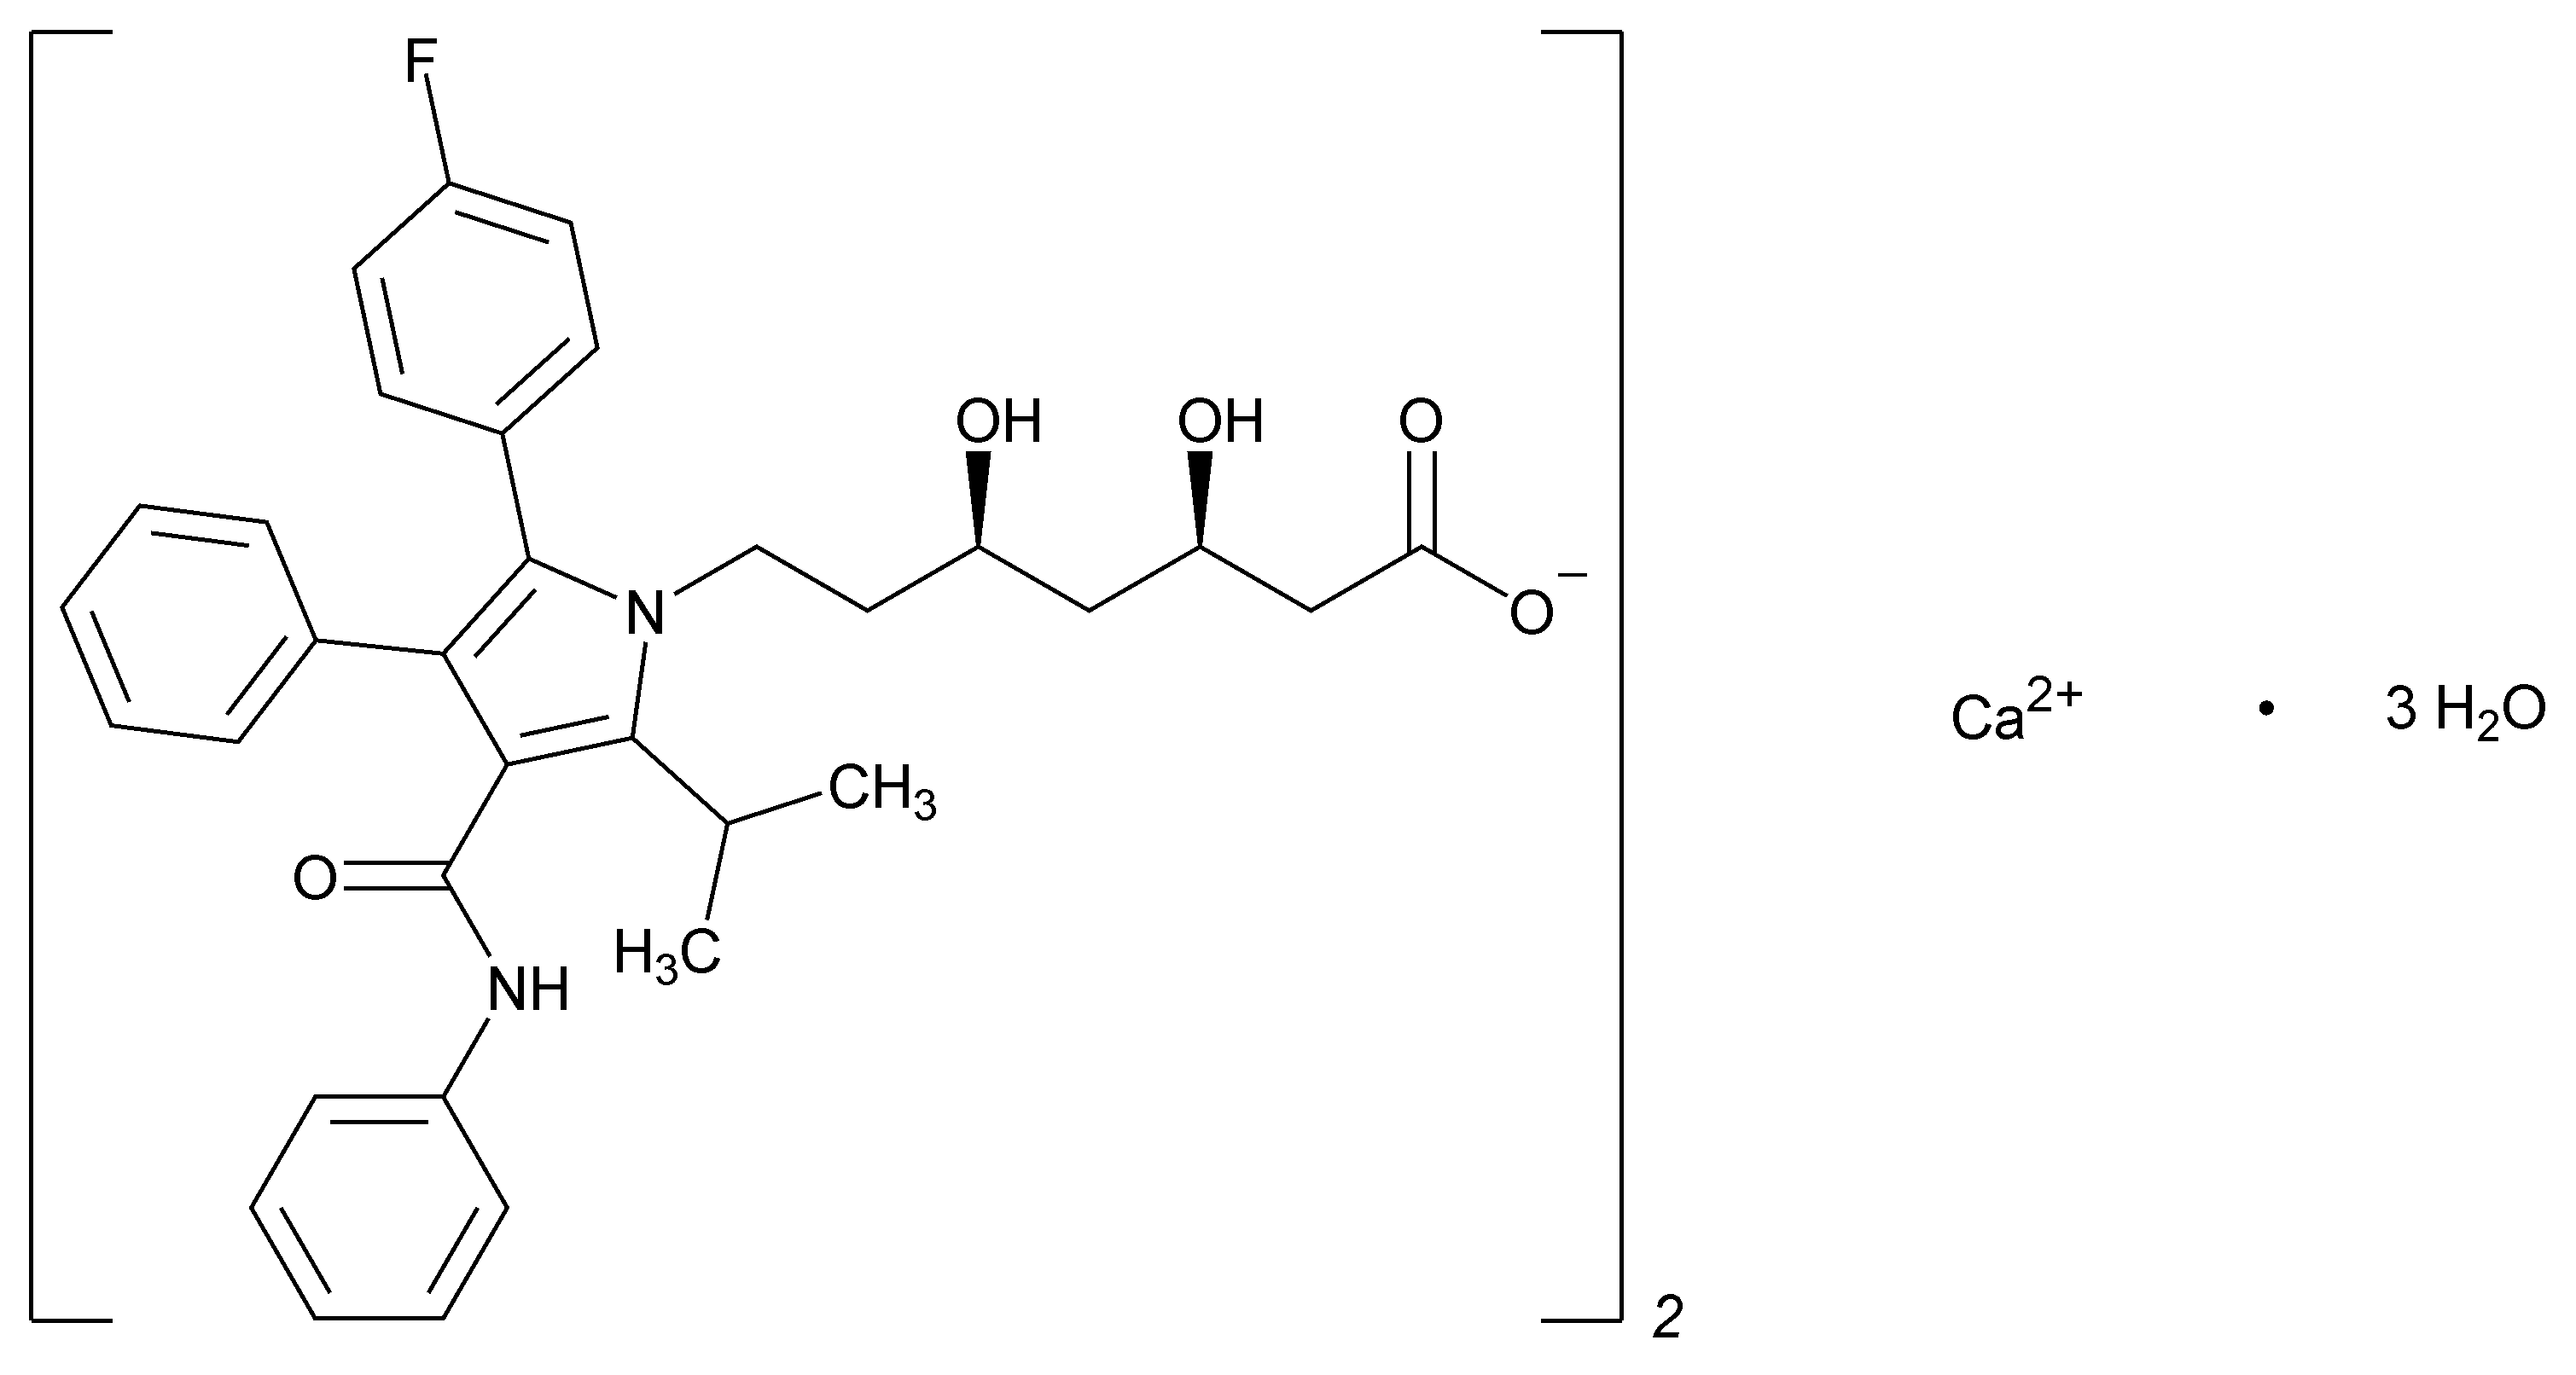 F
OH OH O
N
O⁻
Ca²⁺ • 3 H₂O
CH₃
O
H₃C
NH
2